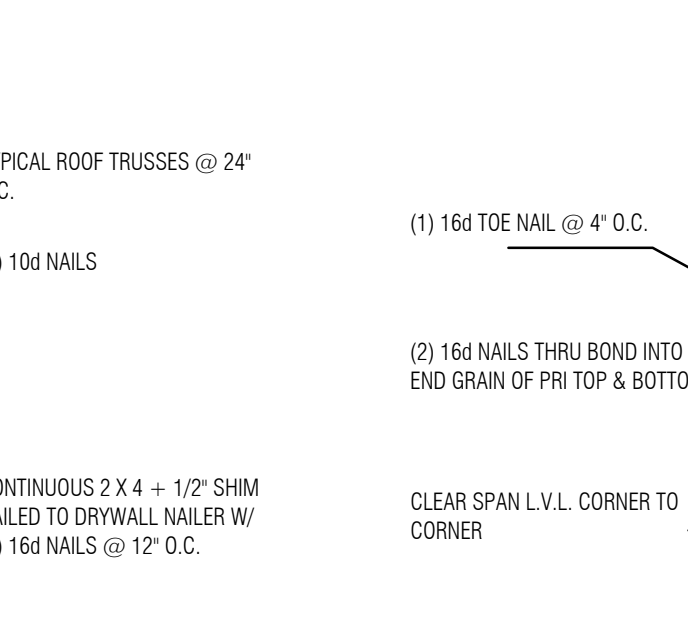 YPICAL ROOF TRUSSES @ 24"
C.
) 10d NAILS
ONTINUOUS 2 X 4 + 1/2" SHIM
AILED TO DRYWALL NAILER W/
) 16d NAILS @ 12" O.C.
(1) 16d TOE NAIL @ 4" O.C.
(2) 16d NAILS THRU BOND INTO
END GRAIN OF PRI TOP & BOTTO
CLEAR SPAN L.V.L. CORNER TO
CORNER